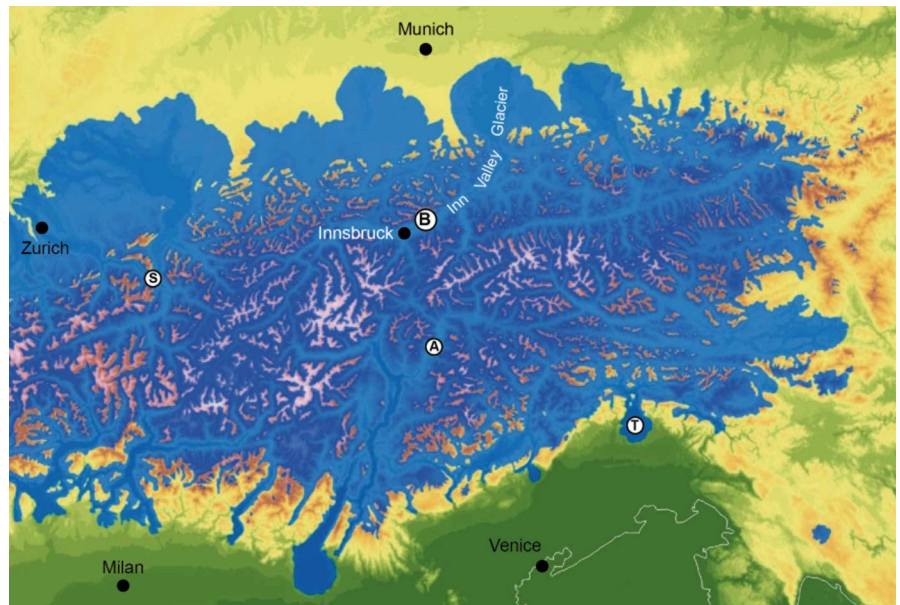 Munich
Inn Valley Glacier
B
Innsbruck
Zurich
S
A
T
Venice
Milan